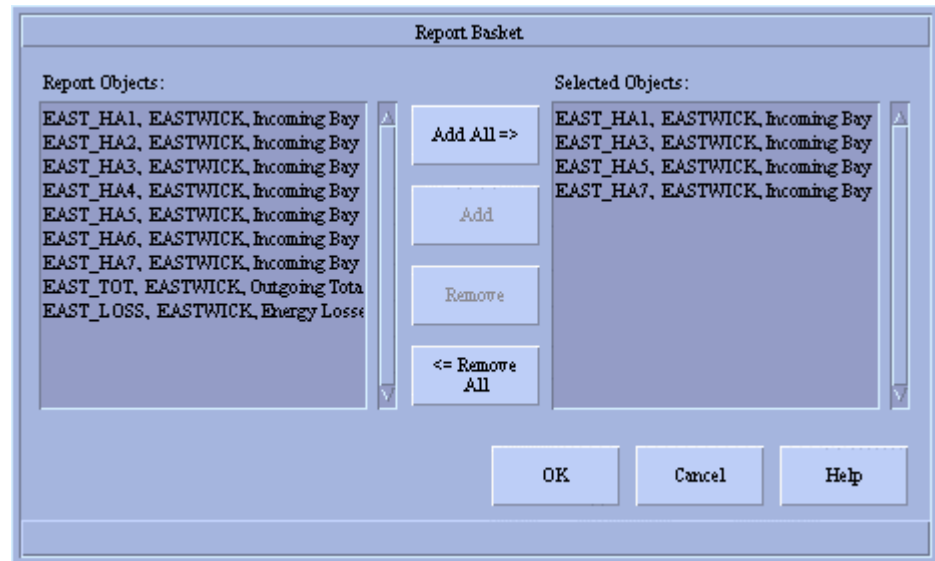 Report Basket
Report Objects:
EAST_HA1, EASTWICK, Incoming Bay
EAST_HA2, EASTWICK, Incoming Bay
EAST_HA3, EASTWICK, Incoming Bay
EAST_HA4, EASTWICK, Incoming Bay
EAST_HA5, EASTWICK, Incoming Bay
EAST_HA6, EASTWICK, Incoming Bay
EAST_HA7, EASTWICK, Incoming Bay
EAST_TOT, EASTWICK, Outgoing Tota
EAST_LOSS, EASTWICK, Energy Losse
Add All =>
Add
Remove
<= Remove
All
Selected Objects:
EAST_HA1, EASTWICK, Incoming Bay
EAST_HA3, EASTWICK, Incoming Bay
EAST_HA5, EASTWICK, Incoming Bay
EAST_HA7, EASTWICK, Incoming Bay
OK
Cancel
Help